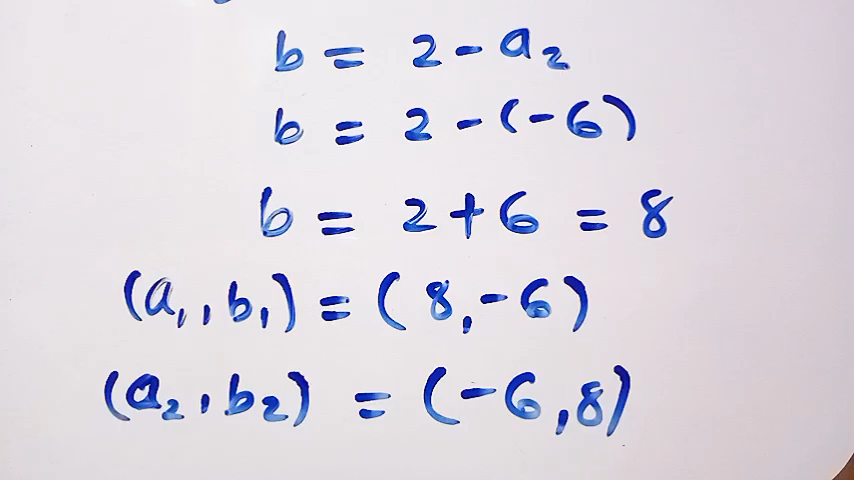 b = 2 - a₂
b = 2 - (-6)
b = 2 + 6 = 8
(a₁, b₁) = (8, -6)
(a₂, b₂) = (-6, 8)